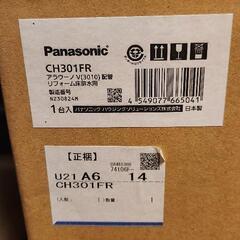 Panasonic
CH301FR
アラウーノV(3010) 配管
リフォーム床排水用
製造番号
NZ30824M
1台入
4 549077 665041
パナソニック ハウジングソリューションズ株式会社
日本製
【正梱】
U21 A6 14
CH301FR